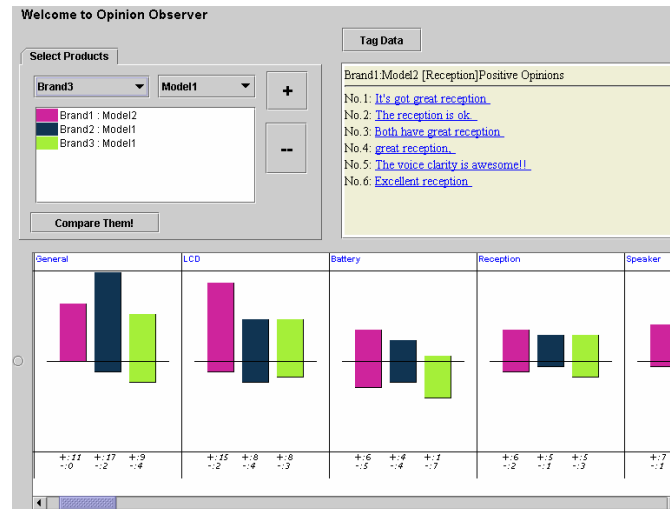 Welcome to Opinion Observer
Tag Data
Select Products
Brand3 Model1 +
Brand1 : Model2
Brand2 : Model1
Brand3 : Model1
--
Compare Them!
Brand1:Model2 [Reception]Positive Opinions
No.1: It's got great reception
No.2: The reception is ok.
No.3: Both have great reception
No.4: great reception,
No.5: The voice clarity is awesome!!
No.6: Excellent reception
General LCD Battery Reception Speaker
+:11 +:17 +:9 +:15 +:8 +:8 +:6 +:4 +:1 +:6 +:5 +:5 +:7
-:0 -:2 -:4 -:2 -:4 -:3 -:5 -:4 -:7 -:2 -:1 -:3 -:1